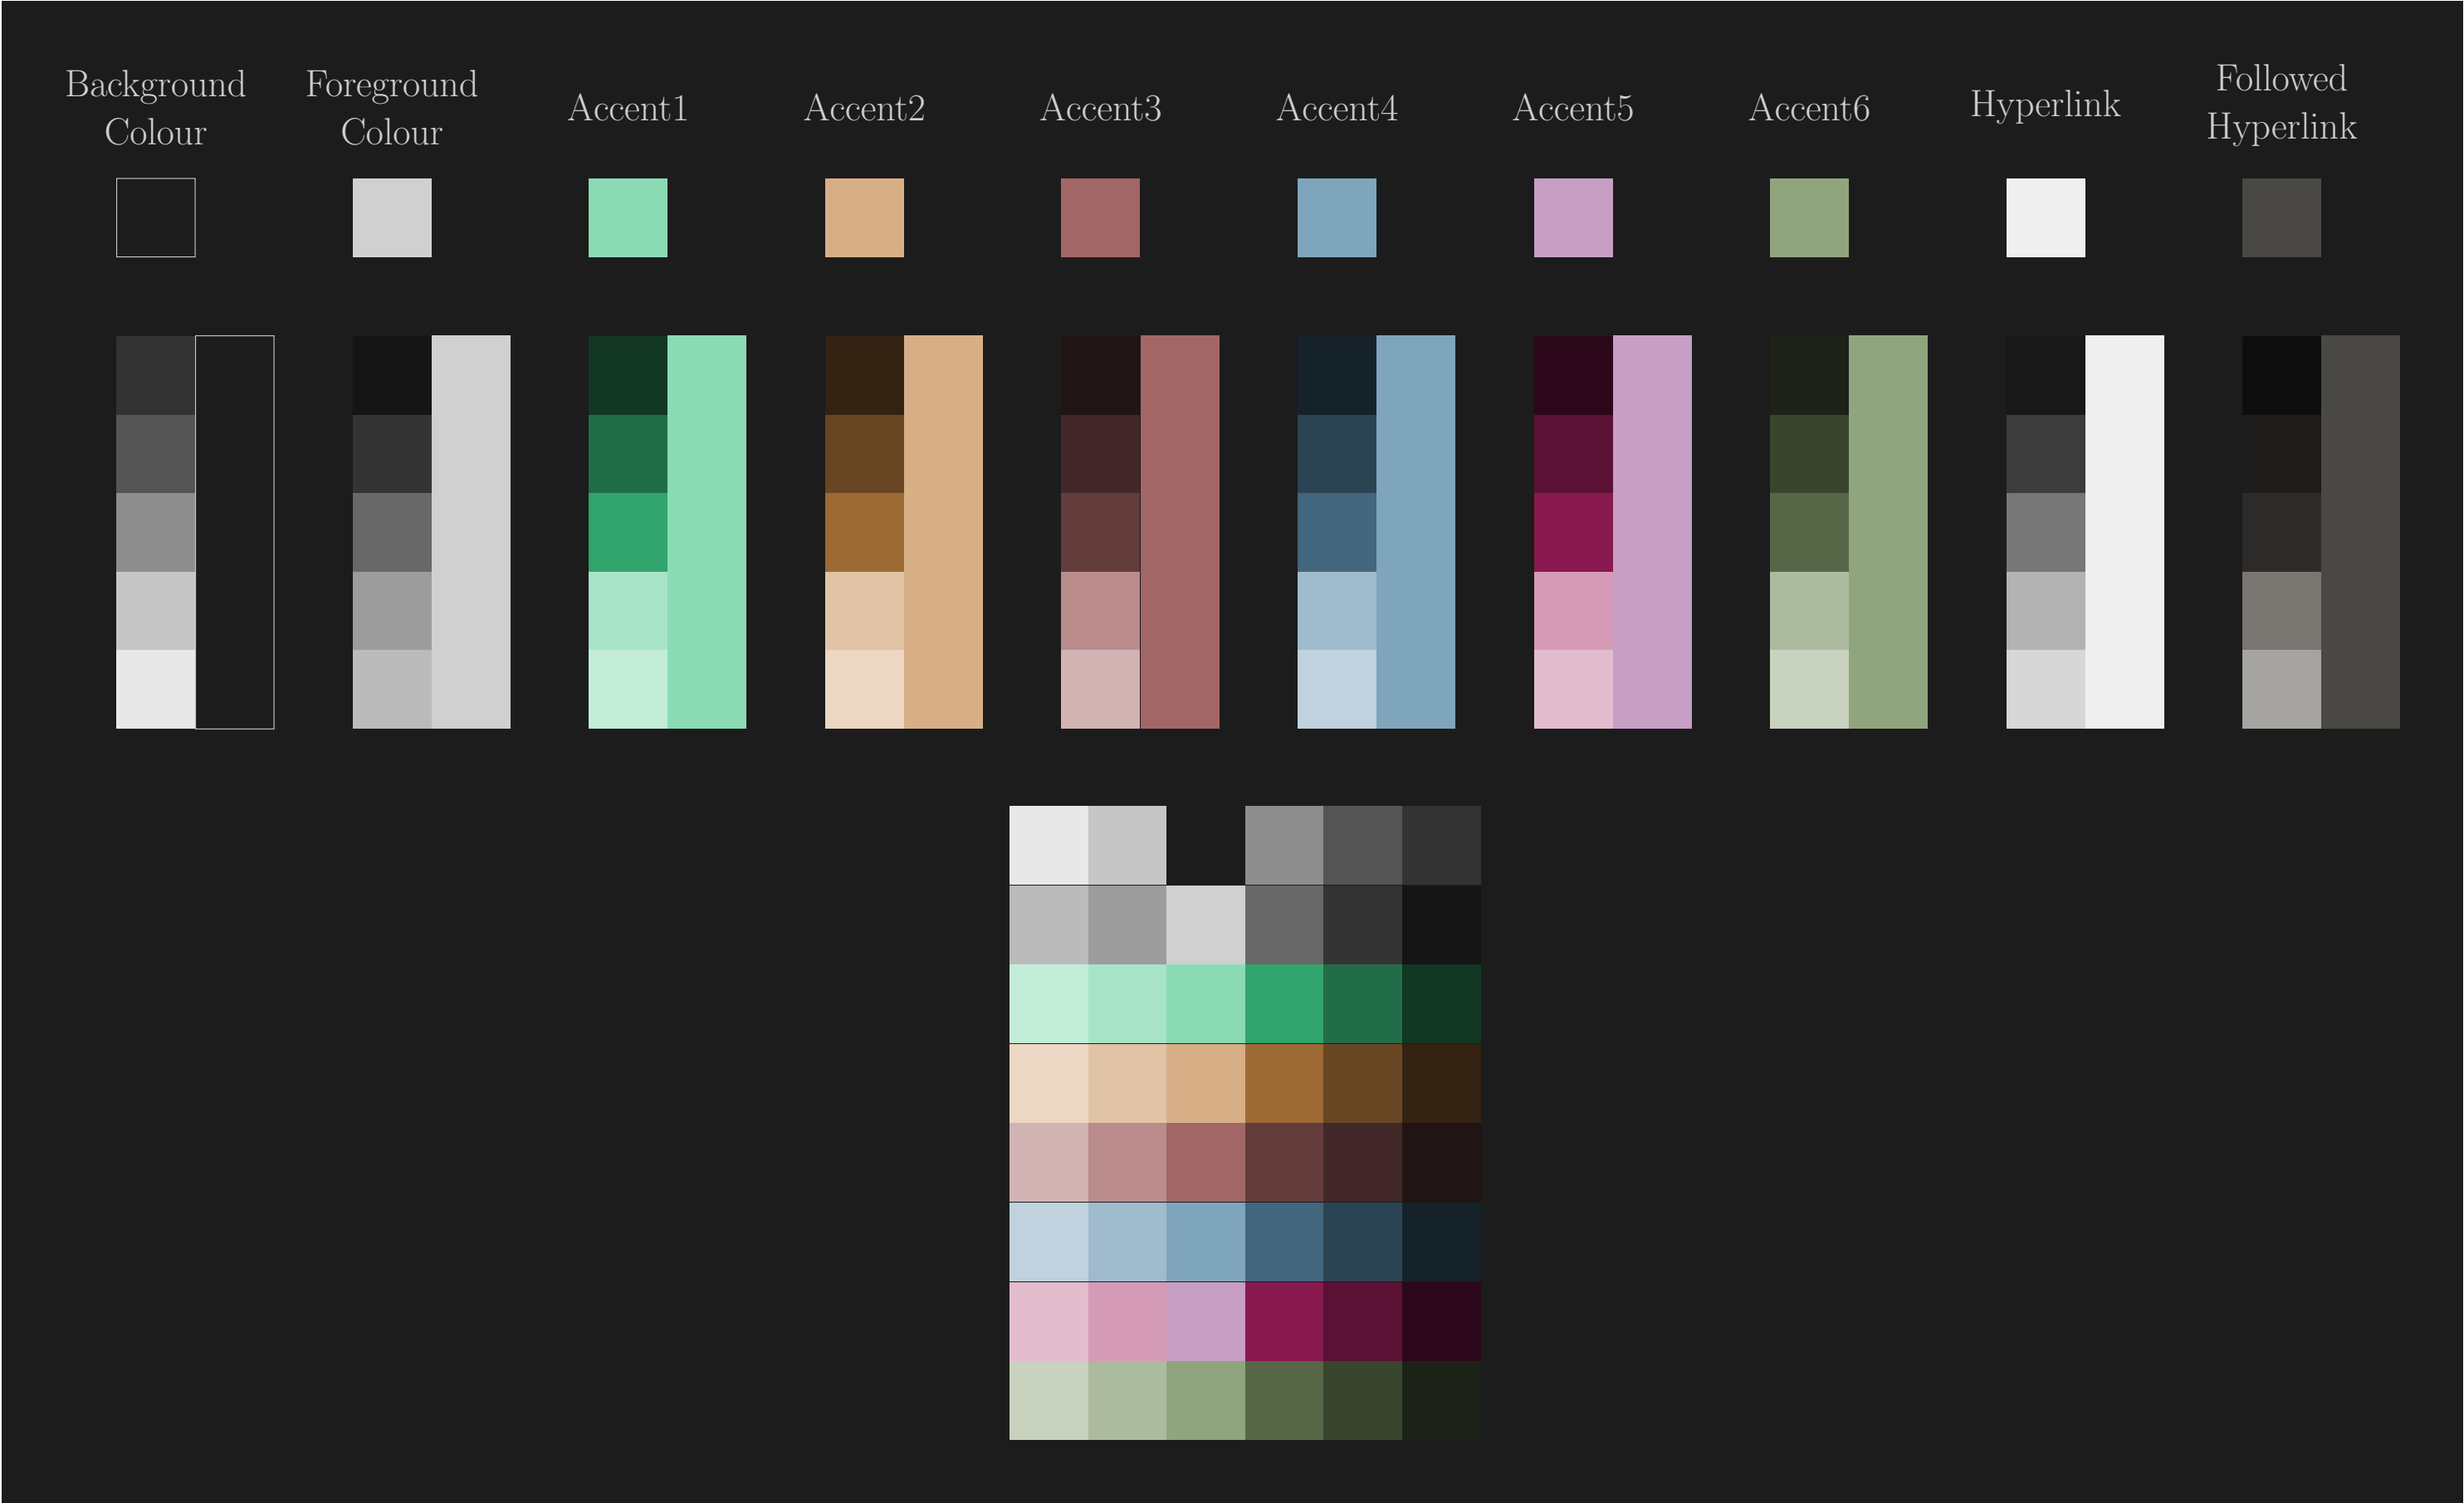 Background
Colour
Foreground
Colour
Accent1
Accent2
Accent3
Accent4
Accent5
Accent6
Hyperlink
Followed
Hyperlink